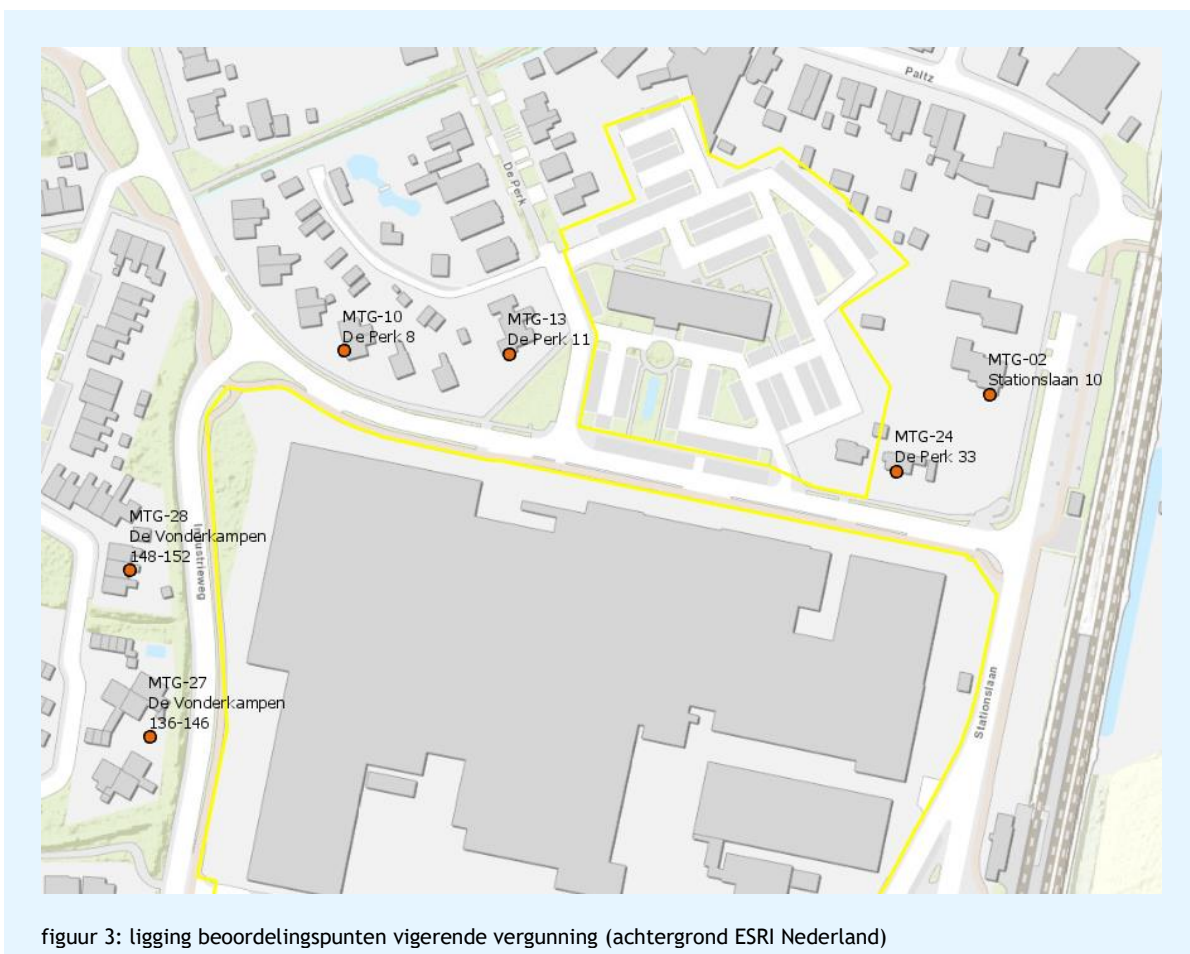 Paltz
De Perk
MTG-10
De Perk 8
MTG-13
De Perk 11
MTG-02
Stationslaan 10
MTG-24
De Perk 33
MTG-28
De Vonderkampen
148-152
Industrieweg
MTG-27
De Vonderkampen
136-146
Stationslaan
figuur 3: ligging beoordelingspunten vigerende vergunning (achtergrond ESRI Nederland)